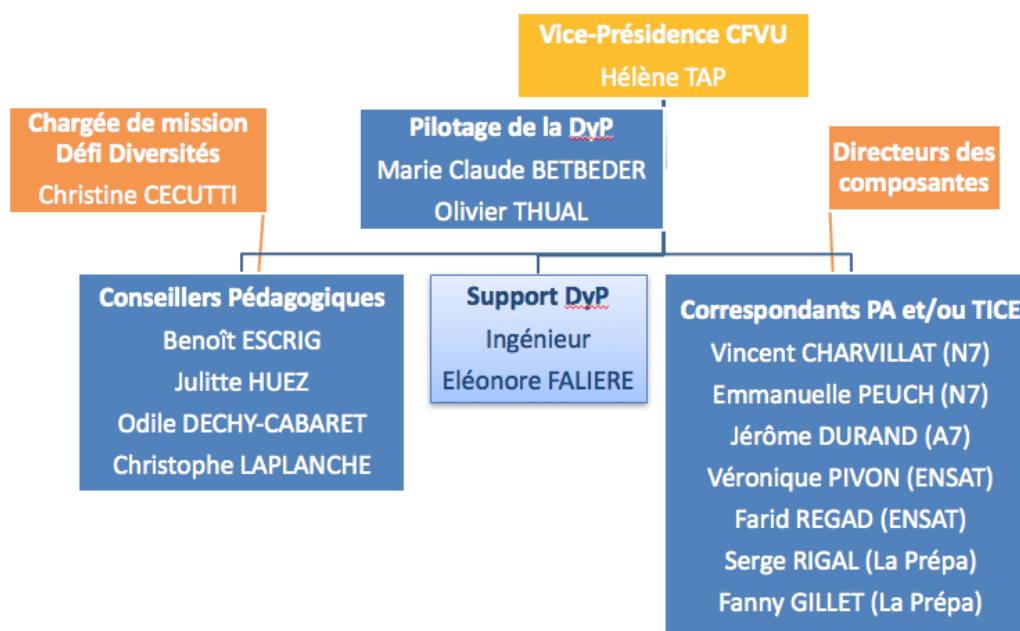 Vice-Présidence CFVU
Hélène TAP
Chargée de mission
Défi Diversités
Christine CECUTTI
Pilotage de la DyP
Marie Claude BETBEDER
Olivier THUAL
Directeurs des
composantes
Conseillers Pédagogiques
Benoît ESCRIG
Julitte HUEZ
Odile DECHY-CABARET
Christophe LAPLANCHE
Support DyP
Ingénieur
Eléonore FALIERE
Correspondants PA et/ou TICE
Vincent CHARVILLAT (N7)
Emmanuelle PEUCH (N7)
Jérôme DURAND (A7)
Véronique PIVON (ENSAT)
Farid REGAD (ENSAT)
Serge RIGAL (La Prépa)
Fanny GILLET (La Prépa)